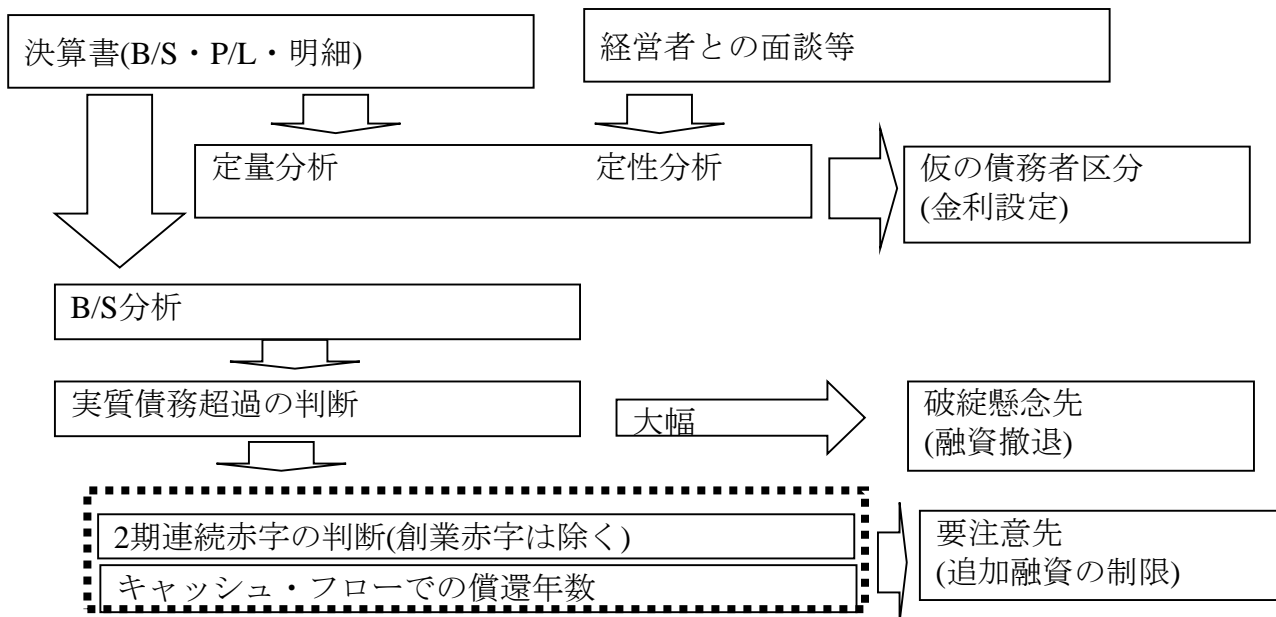 決算書(B/S・P/L・明細)
経営者との面談等
定量分析
定性分析
仮の債務者区分
(金利設定)
B/S分析
実質債務超過の判断
大幅
破綻懸念先
(融資撤退)
2期連続赤字の判断(創業赤字は除く)
キャッシュ・フローでの償還年数
要注意先
(追加融資の制限)